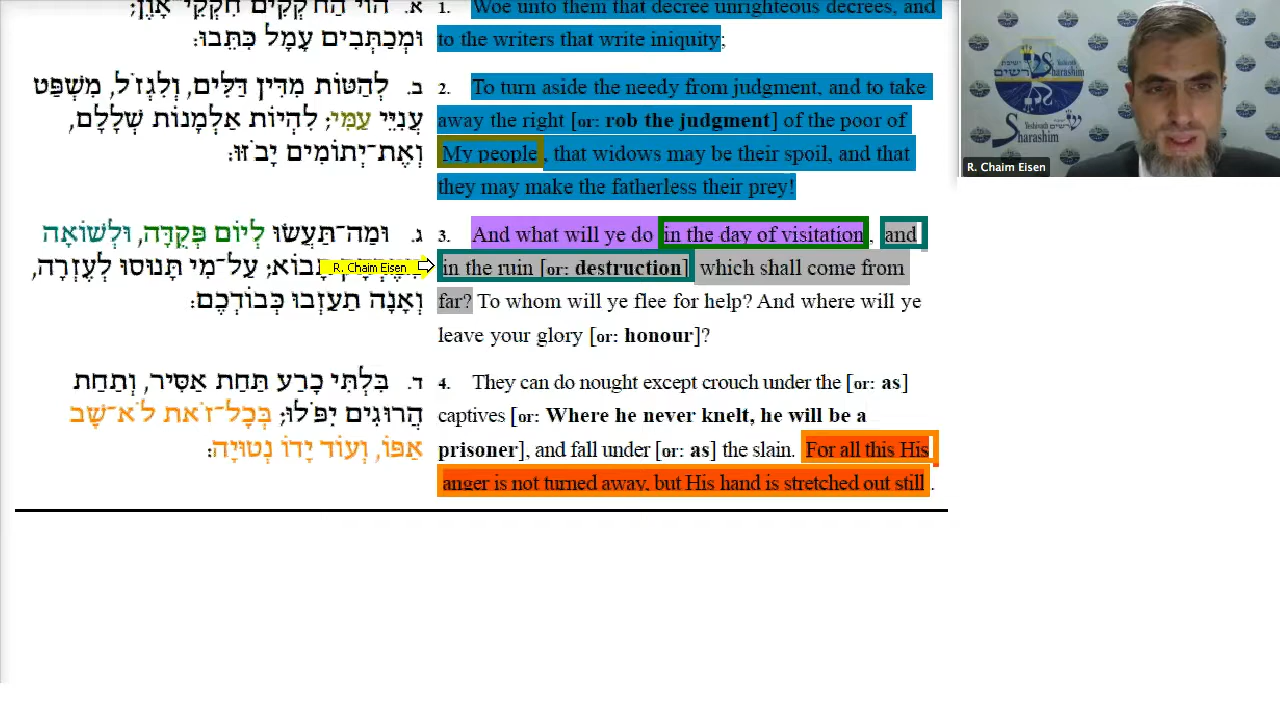 א. הוֹי הַחֹקְקִים חִקְקֵי־אָוֶן,
וּמְכַתְּבִים עָמָל כִּתֵּבוּ:
ב. לְהַטּוֹת מִדִּין דַּלִּים, וְלִגְזֹל, מִשְׁפַּט
עֲנִיֵּי עַמִּי; לִהְיוֹת אַלְמָנוֹת שְׁלָלָם,
וְאֶת־יְתוֹמִים יָבֹזּוּ:
ג. וּמַה־תַּעֲשׂוּ לְיוֹם פְּקֻדָּה, וּלְשׁוֹאָה
תָּבוֹא; עַל־מִי תָּנוּסוּ לְעֶזְרָה,
וְאָנָה תַעַזְבוּ כְּבוֹדְכֶם:
ד. בִּלְתִּי כָרַע תַּחַת אַסִּיר, וְתַחַת
הֲרוּגִים יִפֹּלוּ; בְּכָל־זֹאת לֹא־שָׁב
אַפּוֹ, וְעוֹד יָדוֹ נְטוּיָה:
1. Woe unto them that decree unrighteous decrees, and
to the writers that write iniquity;
2. To turn aside the needy from judgment, and to take
away the right [or: rob the judgment] of the poor of
My people, that widows may be their spoil, and that
they may make the fatherless their prey!
3. And what will ye do in the day of visitation, and
in the ruin [or: destruction] which shall come from
far? To whom will ye flee for help? And where will ye
leave your glory [or: honour]?
4. They can do nought except crouch under the [or: as]
captives [or: Where he never knelt, he will be a
prisoner], and fall under [or: as] the slain. For all this His
anger is not turned away, but His hand is stretched out still.
R. Chaim Eisen
Sharashim
ישיבת
שרשים
Yeshivath
Sharashim
R. Chaim Eisen